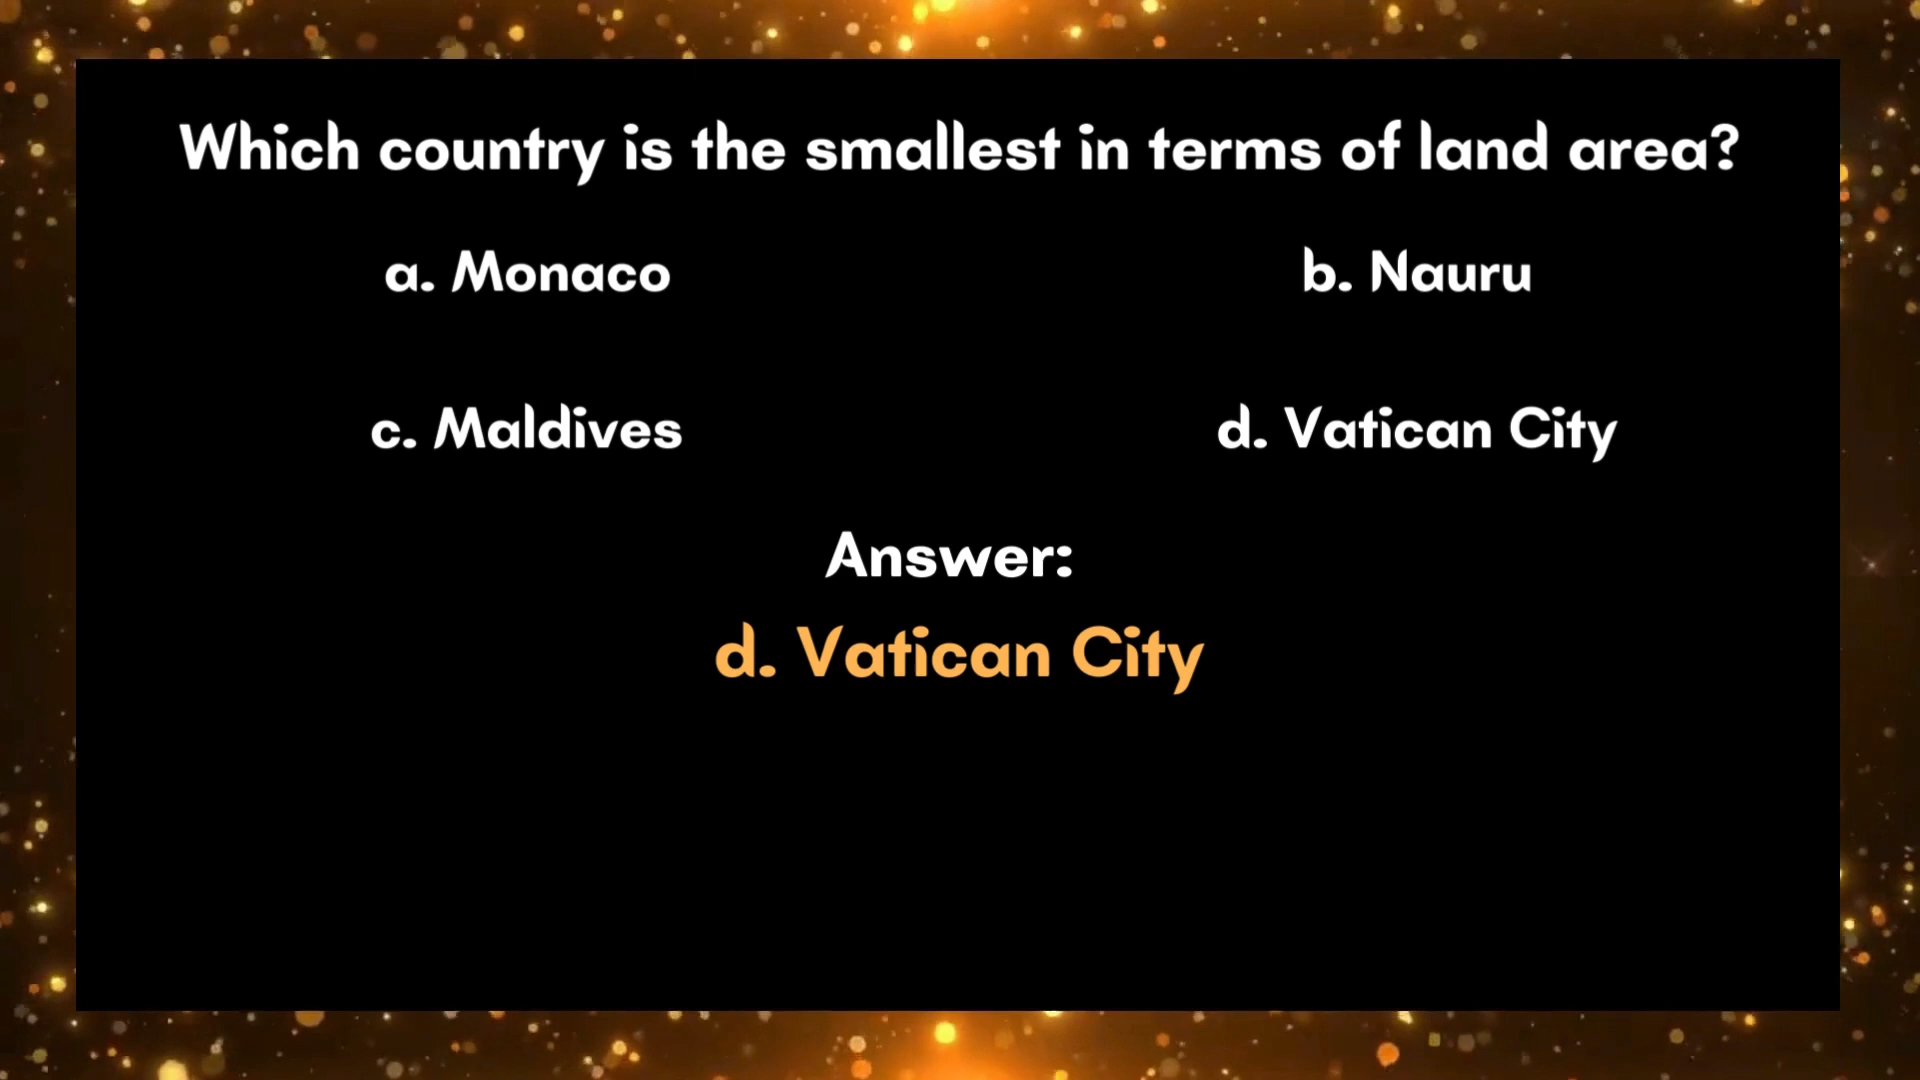 Which country is the smallest in terms of land area?
a. Monaco
b. Nauru
c. Maldives
d. Vatican City
Answer:
d. Vatican City